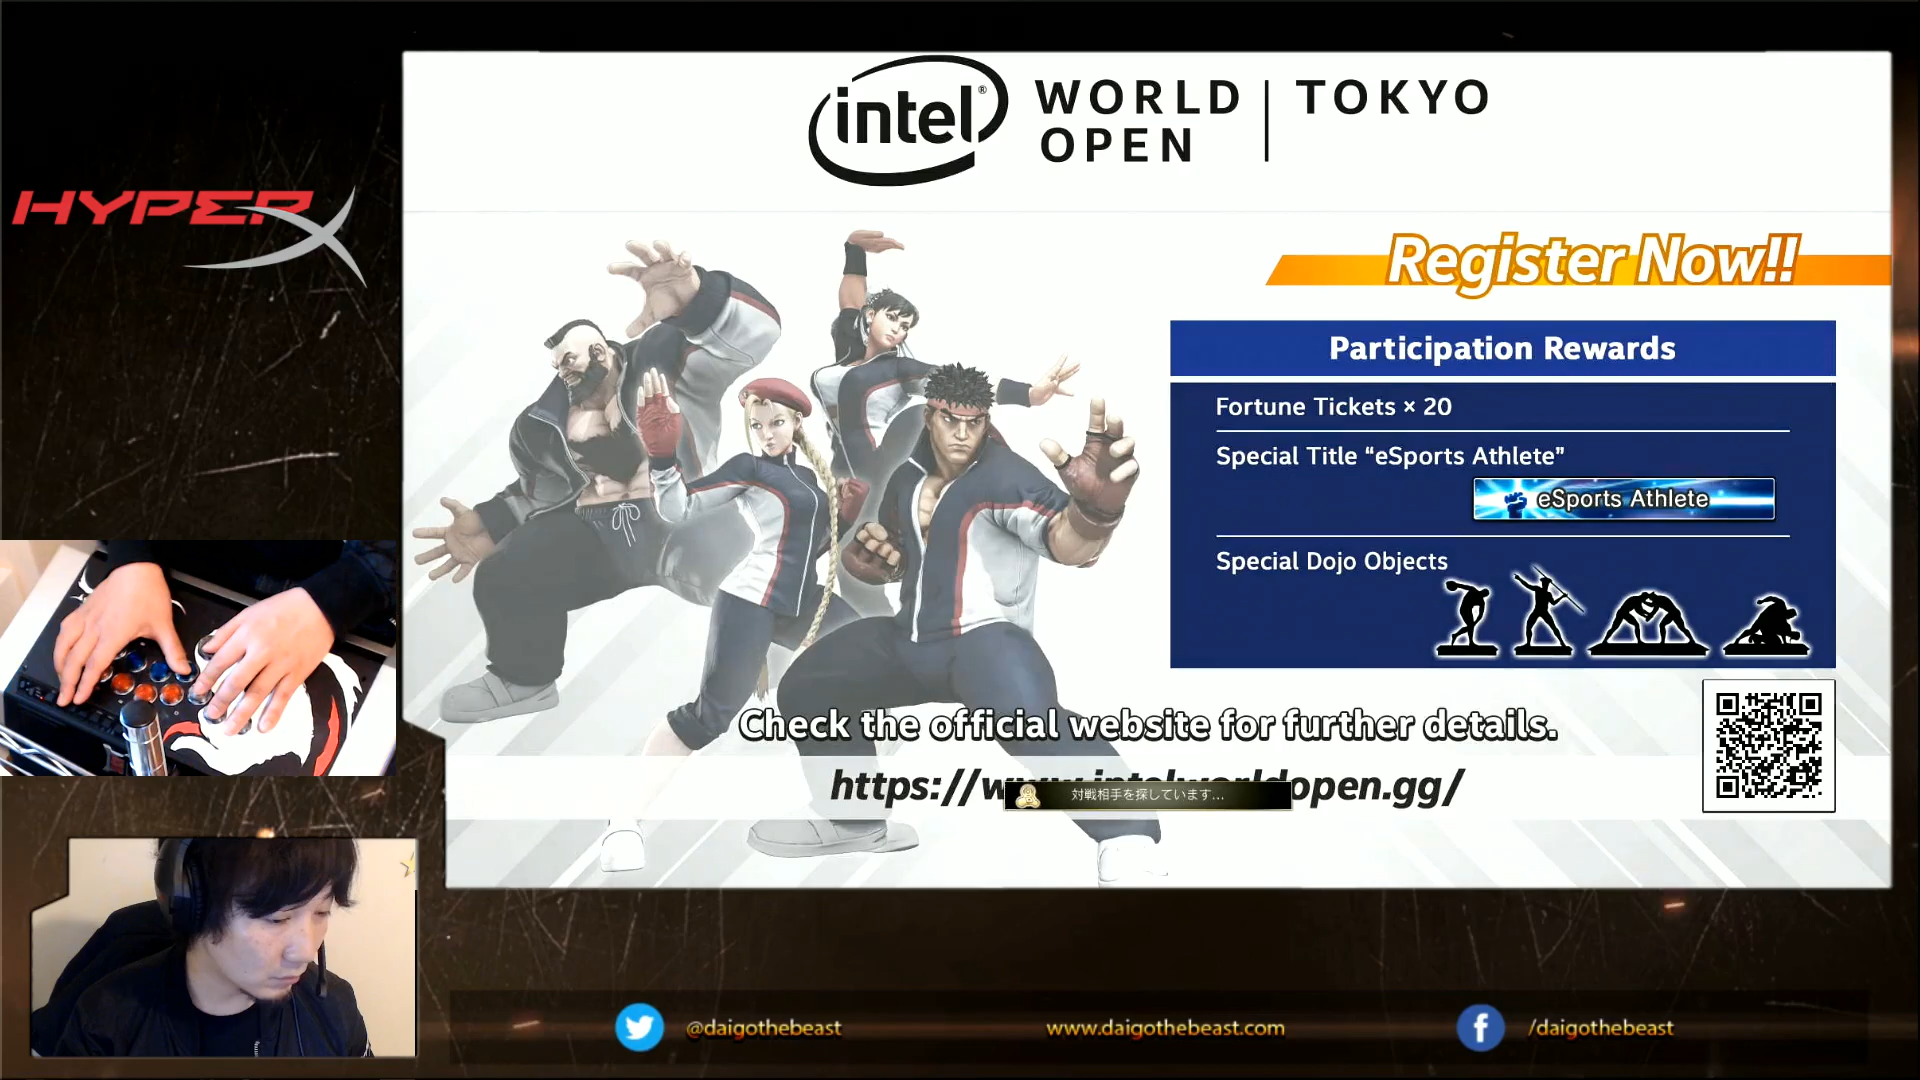 intel®
WORLD
OPEN
TOKYO
HYPERX
Register Now!!
Participation Rewards
Fortune Tickets × 20
Special Title “eSports Athlete”
eSports Athlete
Special Dojo Objects
Check the official website for further details.
https://www.intelworldopen.gg/
対戦相手を探しています...
@daigothebeast
www.daigothebeast.com
/daigothebeast